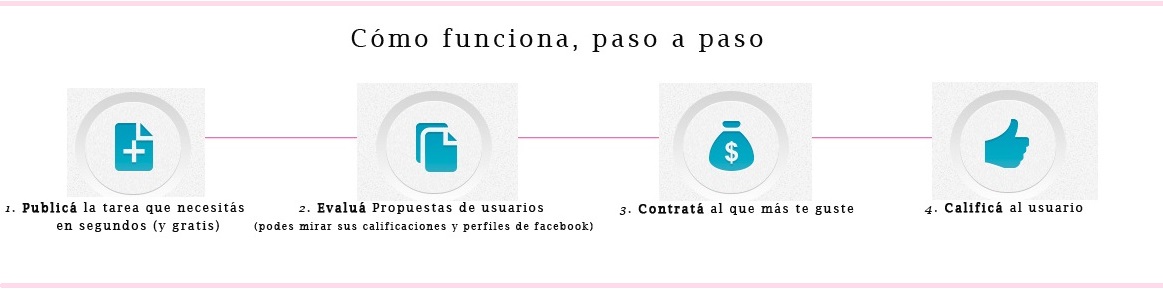 Cómo funciona, paso a paso
$
1. Publicá la tarea que necesitás
en segundos (y gratis)
2. Evaluá Propuestas de usuarios
(podes mirar sus calificaciones y perfiles de facebook)
3. Contratá al que más te guste
4. Calificá al usuario